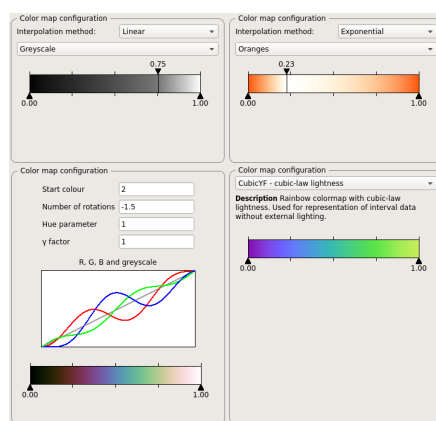 Color map configuration
Interpolation method: Linear
Greyscale
0.75
0.00 1.00
Color map configuration
Interpolation method: Exponential
Oranges
0.23
0.00 1.00
Color map configuration
Start colour 2
Number of rotations -1.5
Hue parameter 1
γ factor 1
R, G, B and greyscale
0.00 1.00
Color map configuration
CubicYF - cubic-law lightness
Description Rainbow colormap with cubic-law
lightness. Used for representation of interval data
without external lighting.
0.00 1.00